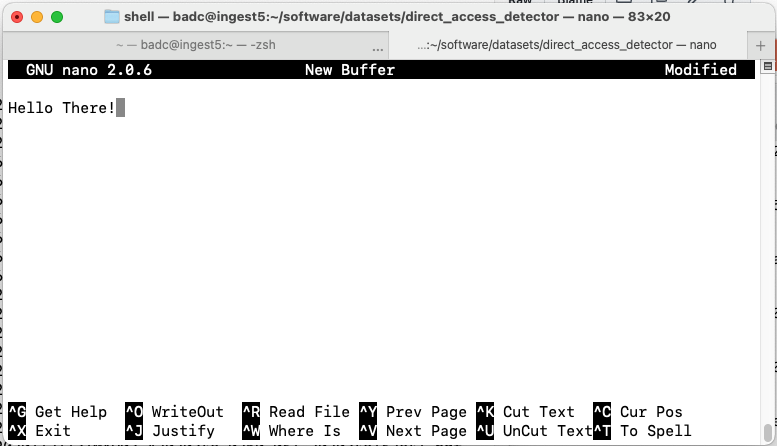 shell — badc@ingest5:~/software/datasets/direct_access_detector — nano — 83×20
~ — badc@ingest5:~ — -zsh ... ...:~/software/datasets/direct_access_detector — nano +
GNU nano 2.0.6 New Buffer Modified
Hello There!
^G Get Help ^O WriteOut ^R Read File ^Y Prev Page ^K Cut Text ^C Cur Pos
^X Exit ^J Justify ^W Where Is ^V Next Page ^U UnCut Text^T To Spell